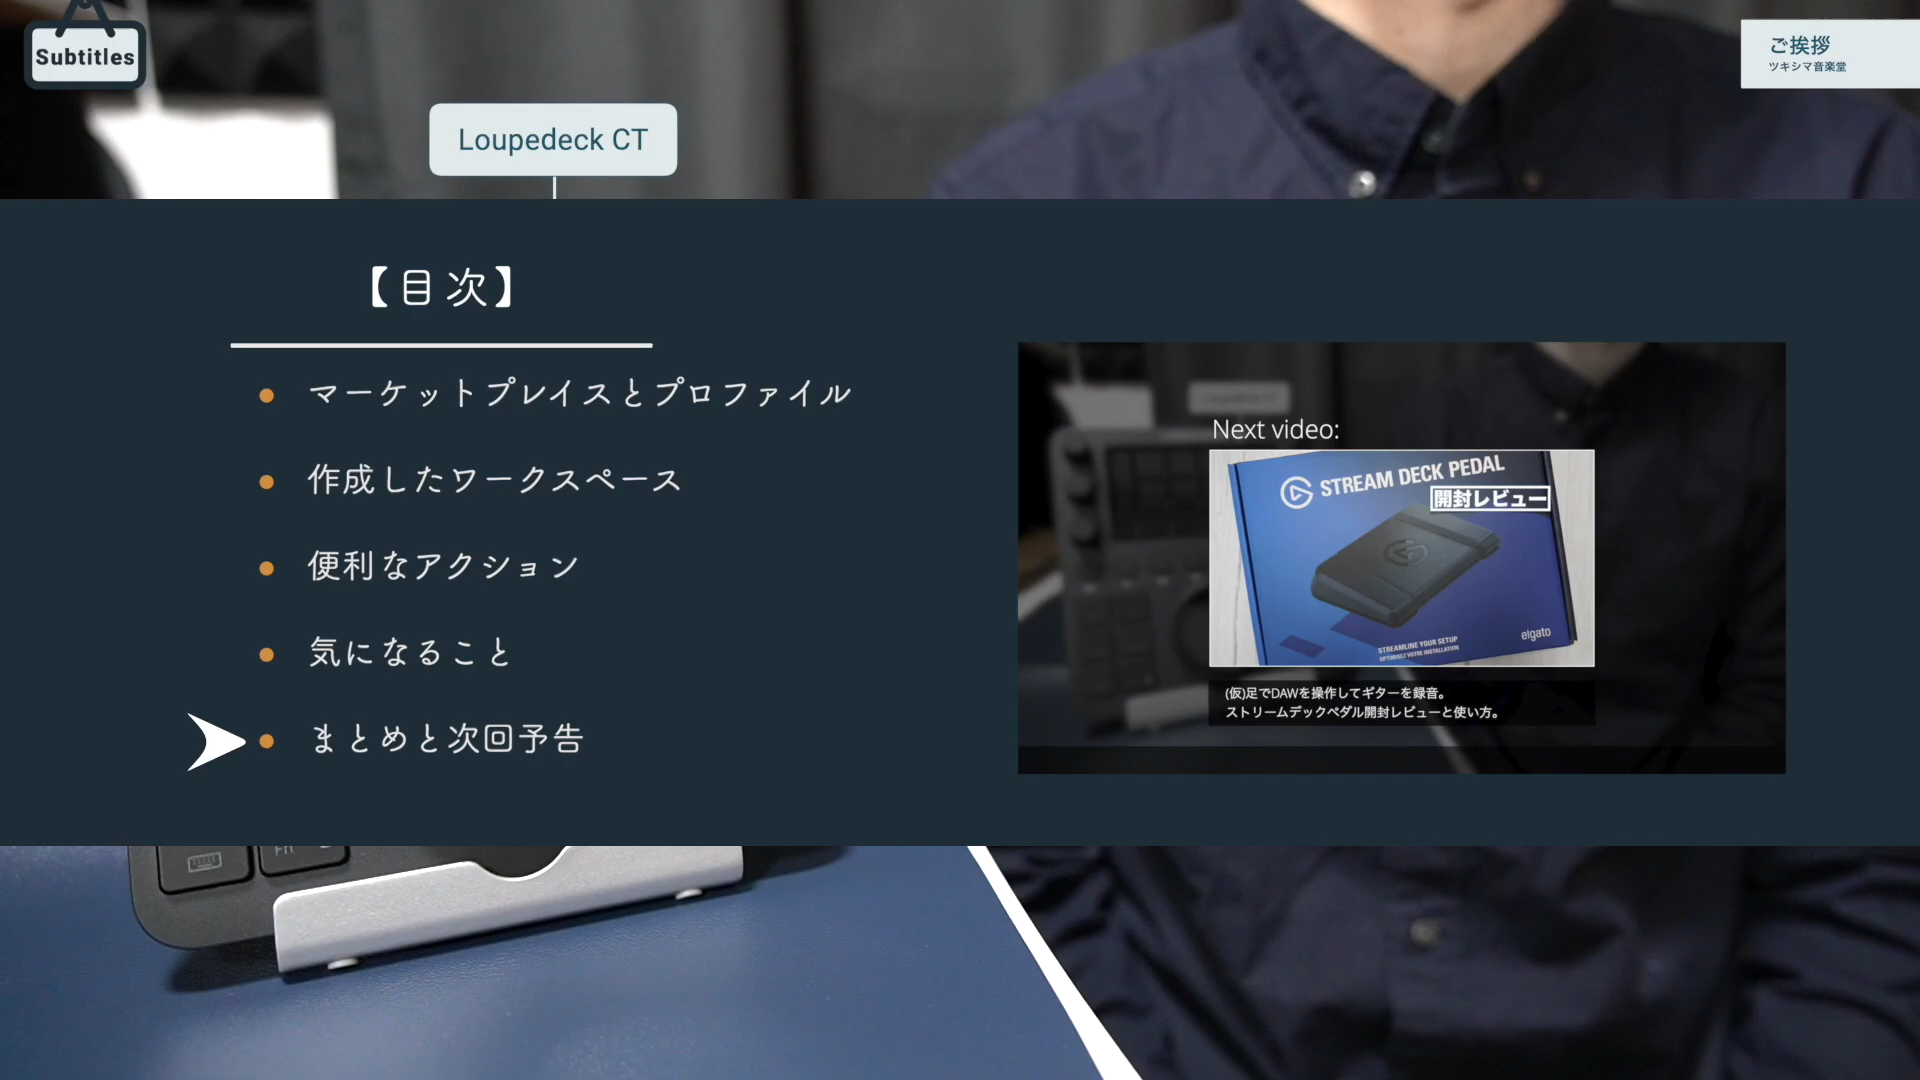 Subtitles
ご挨拶
ツキシマ音楽堂
Loupedeck CT
【目次】
マーケットプレイスとプロファイル
作成したワークスペース
便利なアクション
気になること
まとめと次回予告
Next video:
STREAM DECK PEDAL
開封レビュー
STREAMLINE YOUR SETUP
OPTIMISEZ VOTRE INSTALLATION
elgato
(仮)足でDAWを操作してギターを録音。
ストリームデックペダル開封レビューと使い方。